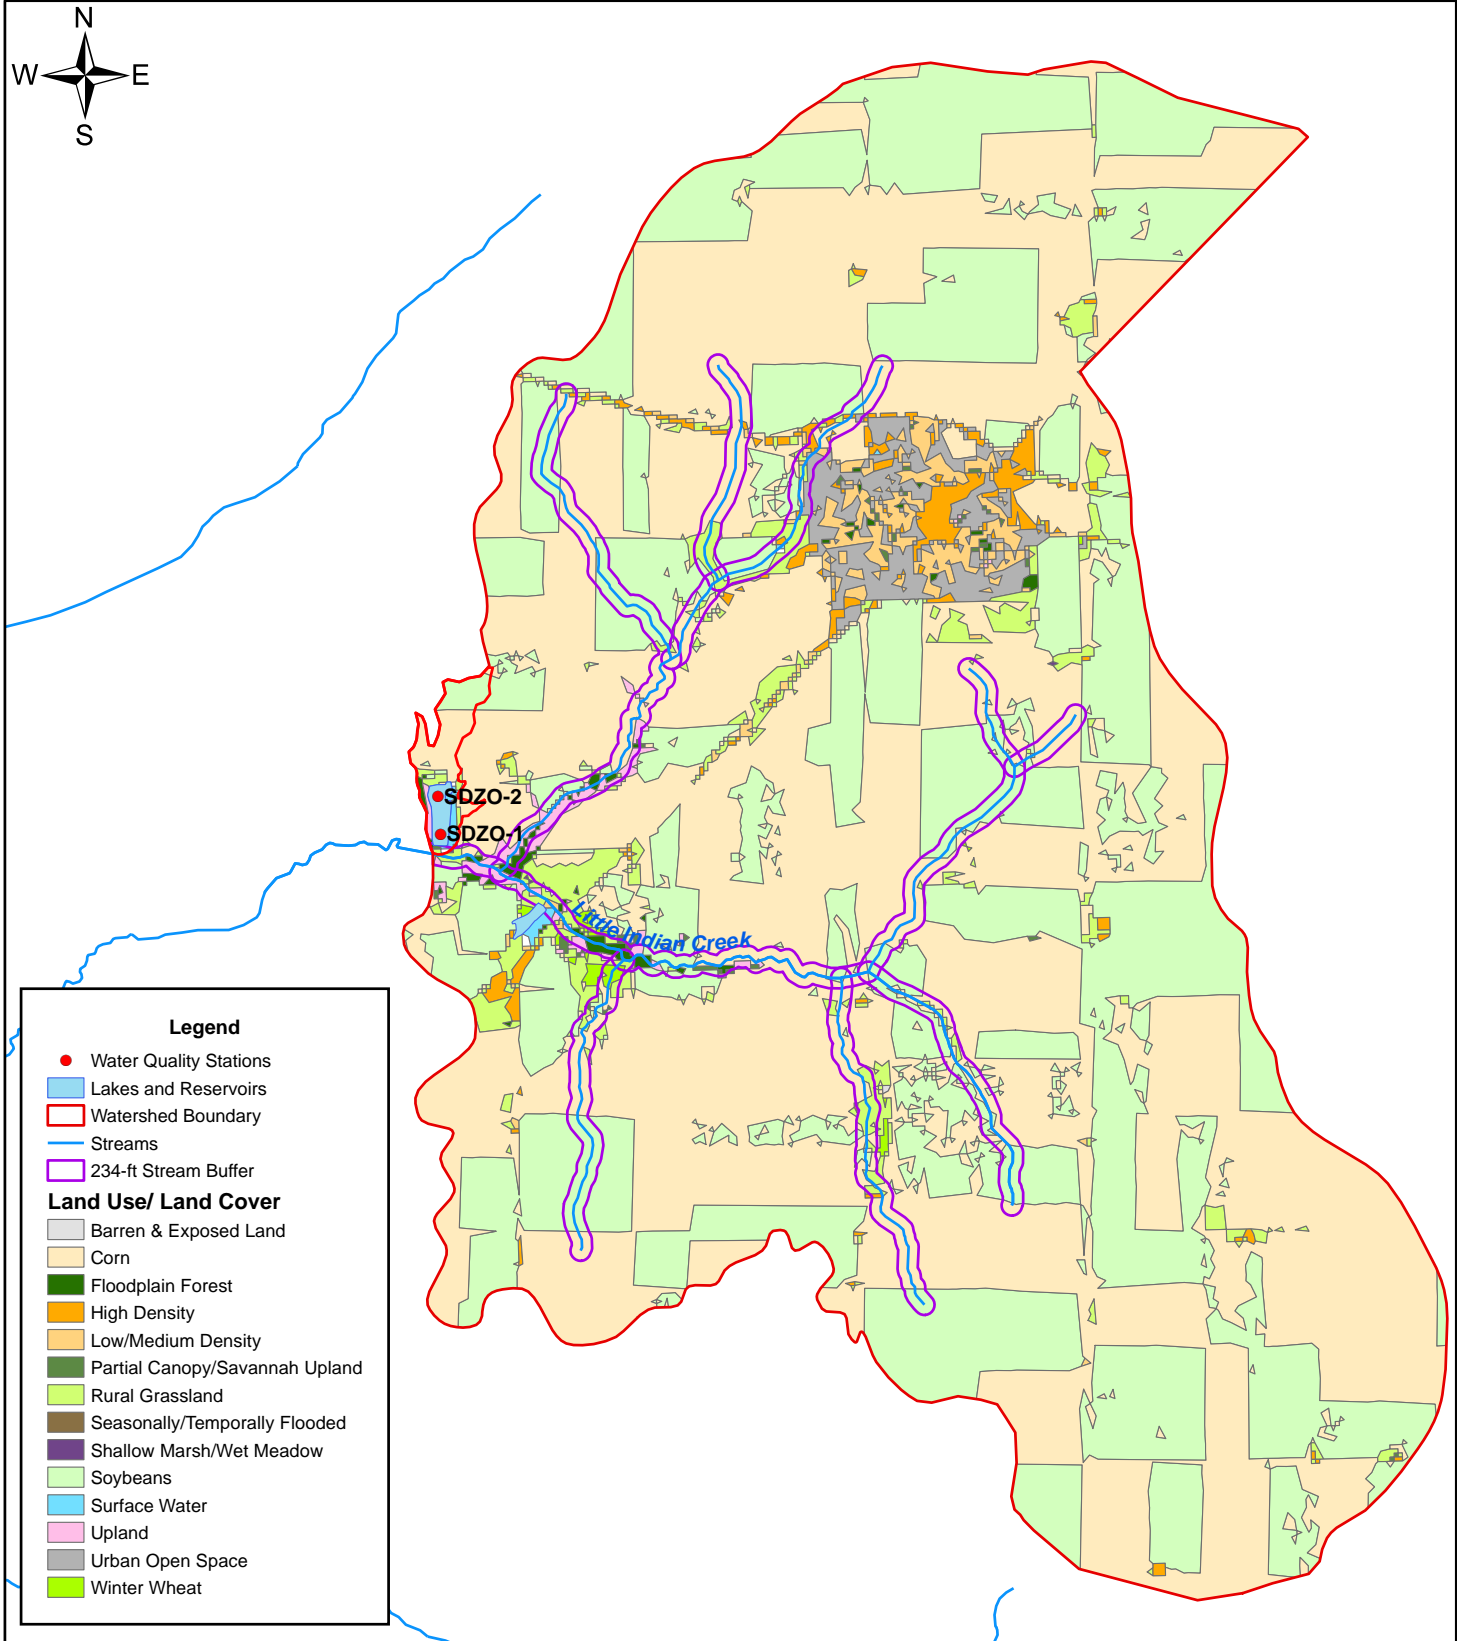 N
W E
S
SDZO-2
SDZO-1
Little Indian Creek
Legend
Water Quality Stations
Lakes and Reservoirs
Watershed Boundary
Streams
234-ft Stream Buffer
Land Use/ Land Cover
Barren & Exposed Land
Corn
Floodplain Forest
High Density
Low/Medium Density
Partial Canopy/Savannah Upland
Rural Grassland
Seasonally/Temporally Flooded
Shallow Marsh/Wet Meadow
Soybeans
Surface Water
Upland
Urban Open Space
Winter Wheat